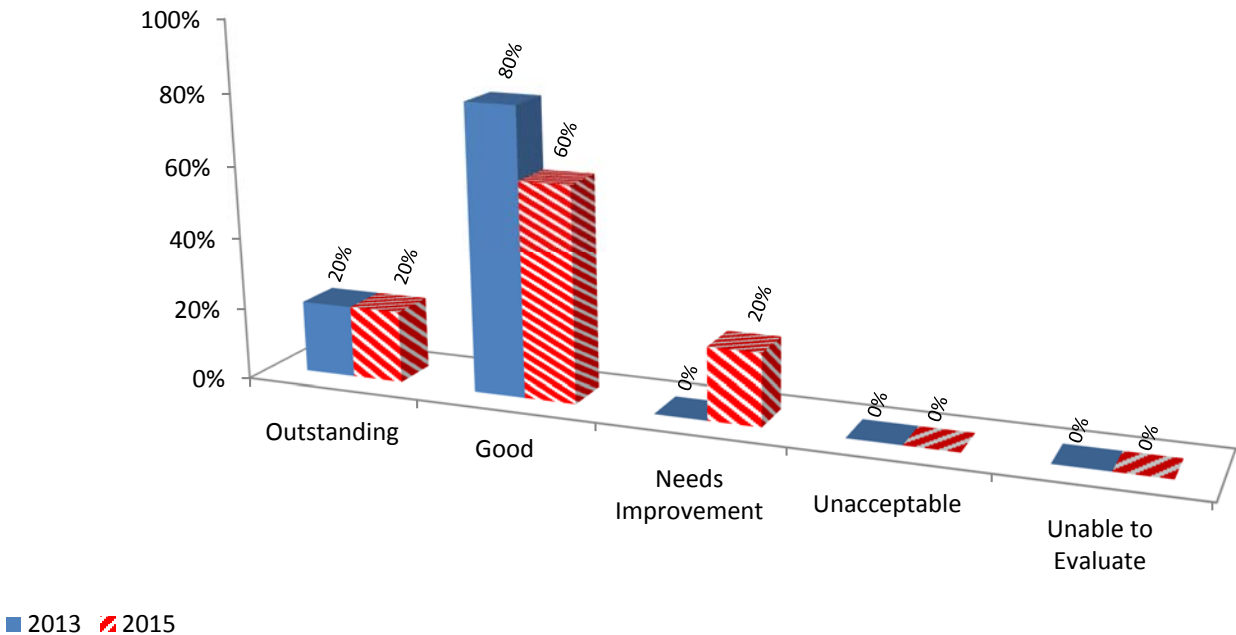 100%
80%
60%
40%
20%
0%
20%
20%
80%
60%
0%
20%
0%
0%
0%
0%
Outstanding
Good
Needs
Improvement
Unacceptable
Unable to
Evaluate
2013
2015